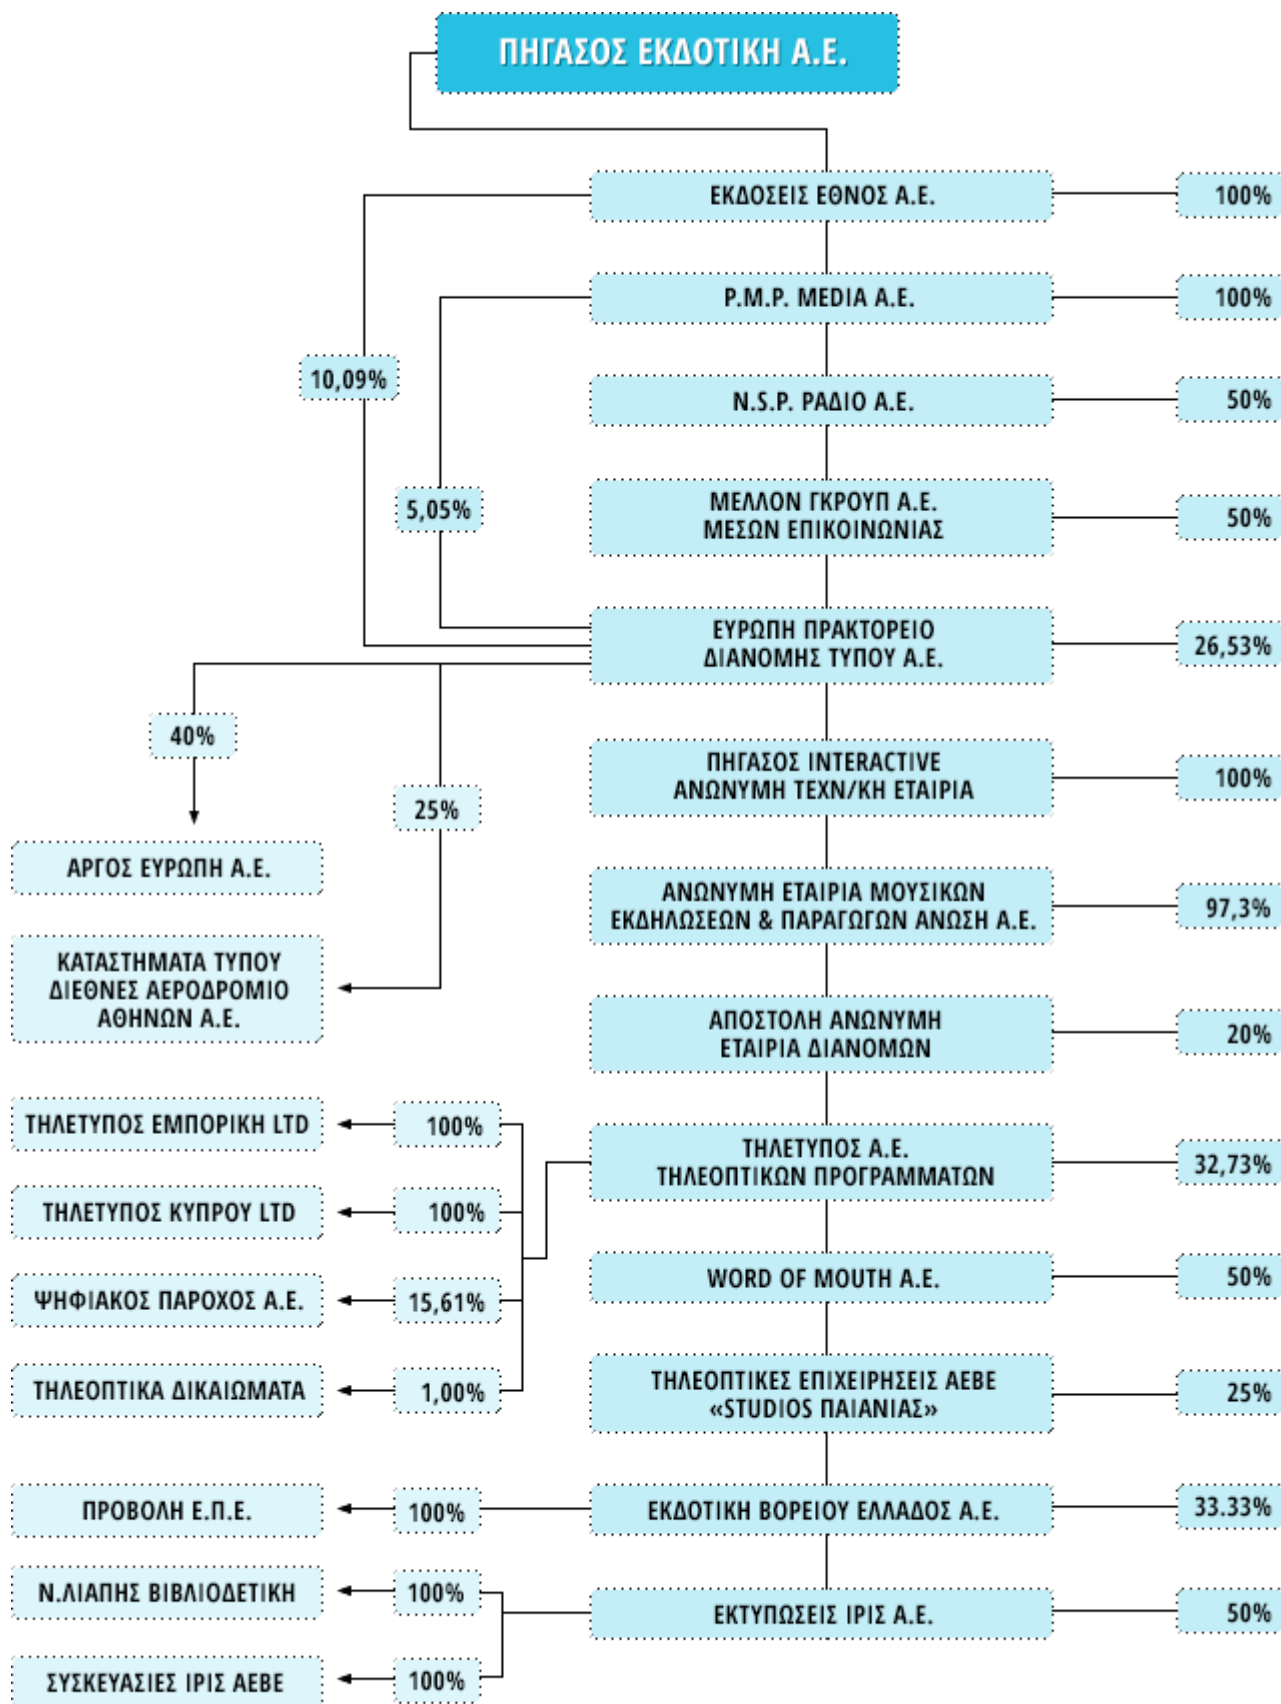 ΠΗΓΑΣΟΣ ΕΚΔΟΤΙΚΗ Α.Ε.
ΕΚΔΟΣΕΙΣ ΕΘΝΟΣ Α.Ε.
100%
P.M.P. MEDIA Α.Ε.
100%
10,09%
N.S.P. ΡΑΔΙΟ Α.Ε.
50%
5,05%
ΜΕΛΛΟΝ ΓΚΡΟΥΠ Α.Ε.
ΜΕΣΩΝ ΕΠΙΚΟΙΝΩΝΙΑΣ
50%
ΕΥΡΩΠΗ ΠΡΑΚΤΟΡΕΙΟ
ΔΙΑΝΟΜΗΣ ΤΥΠΟΥ Α.Ε.
26,53%
40%
25%
ΠΗΓΑΣΟΣ INTERACTIVE
ΑΝΩΝΥΜΗ ΤΕΧΝ/ΚΗ ΕΤΑΙΡΙΑ
100%
ΑΡΓΟΣ ΕΥΡΩΠΗ Α.Ε.
ΑΝΩΝΥΜΗ ΕΤΑΙΡΙΑ ΜΟΥΣΙΚΩΝ
ΕΚΔΗΛΩΣΕΩΝ & ΠΑΡΑΓΩΓΩΝ ΑΝΩΣΗ Α.Ε.
97,3%
ΚΑΤΑΣΤΗΜΑΤΑ ΤΥΠΟΥ
ΔΙΕΘΝΕΣ ΑΕΡΟΔΡΟΜΙΟ
ΑΘΗΝΩΝ Α.Ε.
ΑΠΟΣΤΟΛΗ ΑΝΩΝΥΜΗ
ΕΤΑΙΡΙΑ ΔΙΑΝΟΜΩΝ
20%
ΤΗΛΕΤΥΠΟΣ ΕΜΠΟΡΙΚΗ LTD
100%
ΤΗΛΕΤΥΠΟΣ Α.Ε.
ΤΗΛΕΟΠΤΙΚΩΝ ΠΡΟΓΡΑΜΜΑΤΩΝ
32,73%
ΤΗΛΕΤΥΠΟΣ ΚΥΠΡΟΥ LTD
100%
WORD OF MOUTH Α.Ε.
50%
ΨΗΦΙΑΚΟΣ ΠΑΡΟΧΟΣ Α.Ε.
15,61%
ΤΗΛΕΟΠΤΙΚΑ ΔΙΚΑΙΩΜΑΤΑ
1,00%
ΤΗΛΕΟΠΤΙΚΕΣ ΕΠΙΧΕΙΡΗΣΕΙΣ ΑΕΒΕ
«STUDIOS ΠΑΙΑΝΙΑΣ»
25%
ΠΡΟΒΟΛΗ Ε.Π.Ε.
100%
ΕΚΔΟΤΙΚΗ ΒΟΡΕΙΟΥ ΕΛΛΑΔΟΣ Α.Ε.
33.33%
Ν.ΛΙΑΠΗΣ ΒΙΒΛΙΟΔΕΤΙΚΗ
100%
ΕΚΤΥΠΩΣΕΙΣ ΙΡΙΣ Α.Ε.
50%
ΣΥΣΚΕΥΑΣΙΕΣ ΙΡΙΣ ΑΕΒΕ
100%